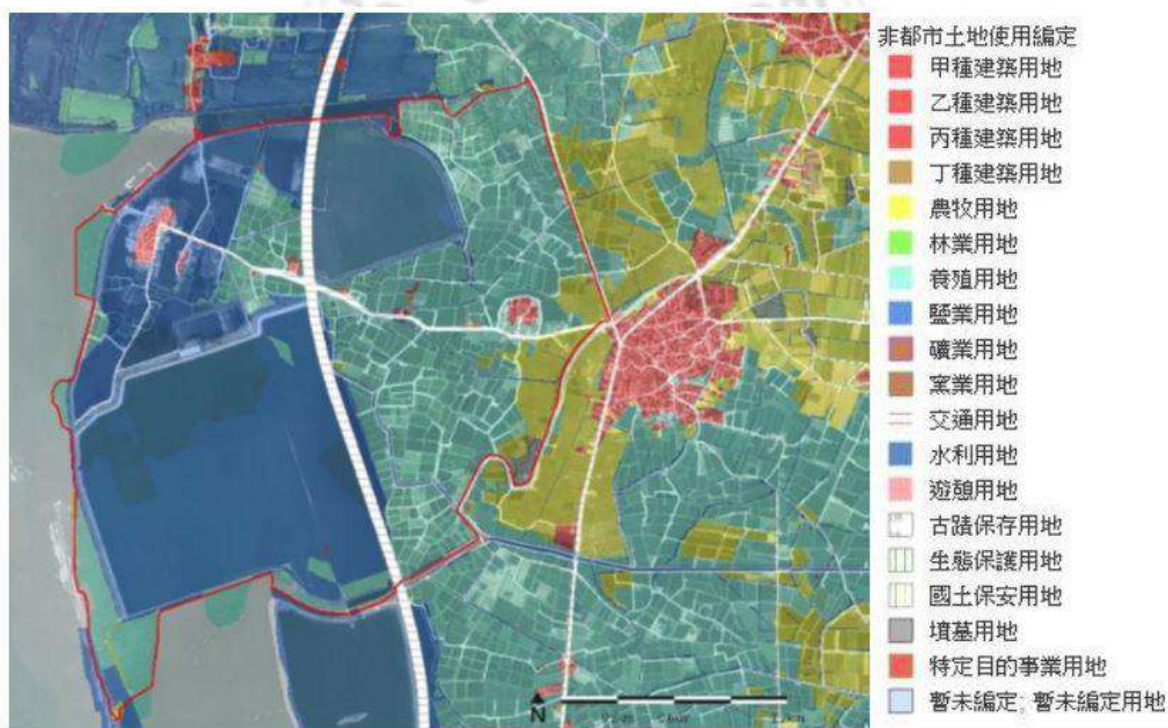 非都市土地使用編定
甲種建築用地
乙種建築用地
丙種建築用地
丁種建築用地
農牧用地
林業用地
養殖用地
鹽業用地
礦業用地
窯業用地
交通用地
水利用地
遊憩用地
古蹟保存用地
生態保護用地
國土保安用地
墳墓用地
特定目的事業用地
暫未編定; 暫未編定用地
N